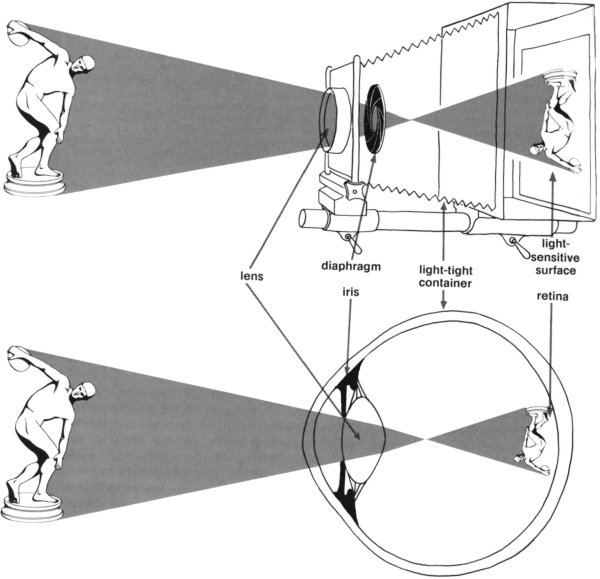 lens
diaphragm
iris
light-tight
container
light-
sensitive
surface
retina